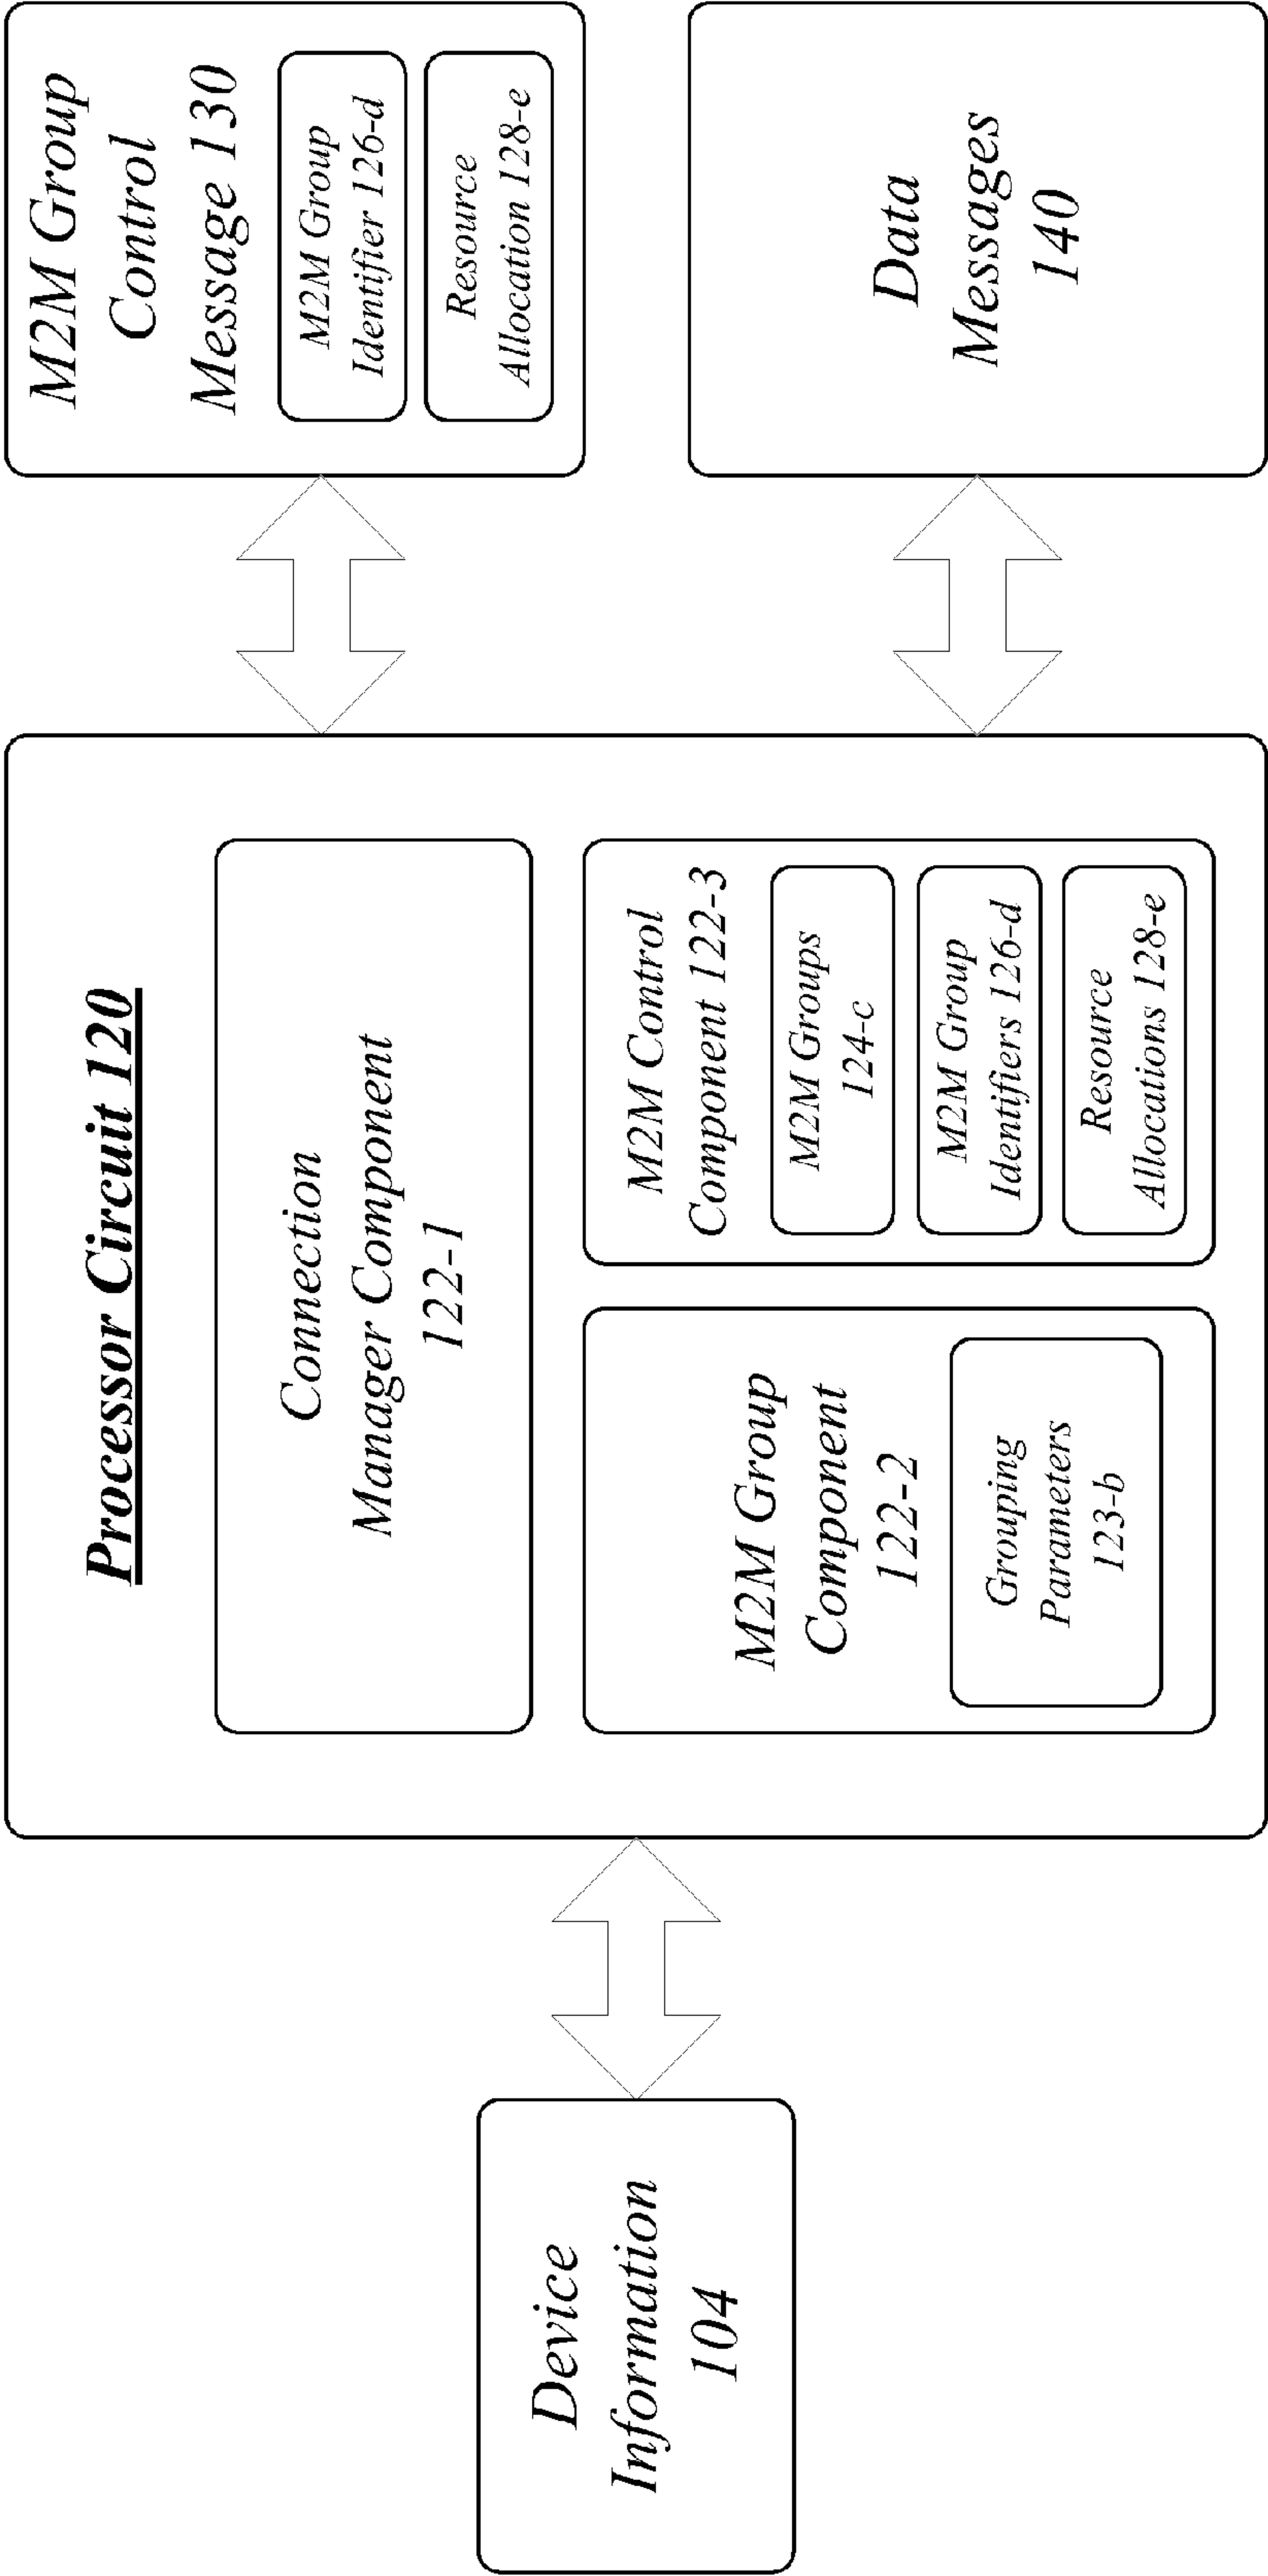 Device
Information
104
Processor Circuit 120
Connection
Manager Component
122-1
M2M Group
Component
122-2
Grouping
Parameters
123-b
M2M Control
Component 122-3
M2M Groups
124-c
M2M Group
Identifiers 126-d
Resource
Allocations 128-e
M2M Group
Control
Message 130
M2M Group
Identifier 126-d
Resource
Allocation 128-e
Data
Messages
140